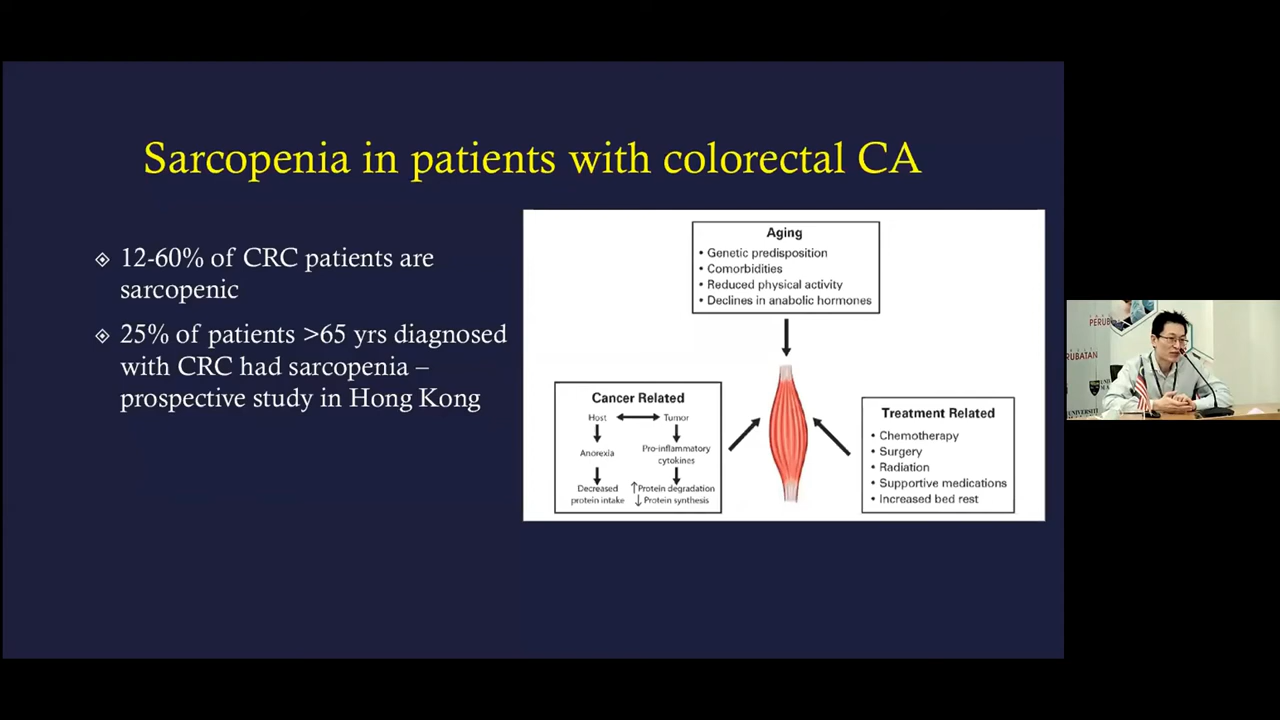 Sarcopenia in patients with colorectal CA
12-60% of CRC patients are
sarcopenic
25% of patients >65 yrs diagnosed
with CRC had sarcopenia –
prospective study in Hong Kong
Aging
• Genetic predisposition
• Comorbidities
• Reduced physical activity
• Declines in anabolic hormones
Cancer Related
Host
Tumor
Anorexia
Pro-inflammatory
cytokines
Decreased
protein intake
↑Protein degradation
↓Protein synthesis
Treatment Related
• Chemotherapy
• Surgery
• Radiation
• Supportive medications
• Increased bed rest